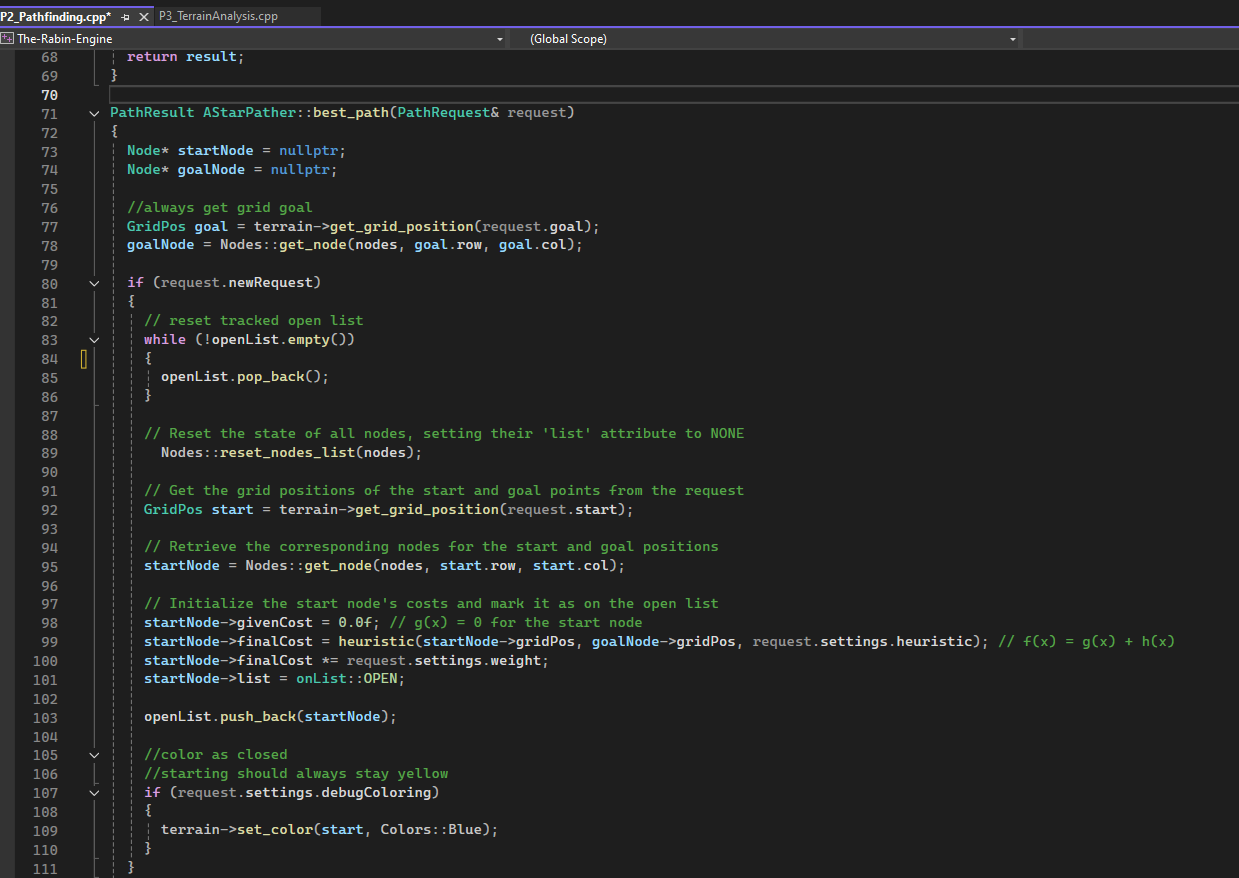 P2_Pathfinding.cpp* P3_TerrainAnalysis.cpp
The-Rabin-Engine (Global Scope)
68 return result;
69 }
70
71 PathResult AStarPather::best_path(PathRequest& request)
72 {
73 Node* startNode = nullptr;
74 Node* goalNode = nullptr;
75
76 //always get grid goal
77 GridPos goal = terrain->get_grid_position(request.goal);
78 goalNode = Nodes::get_node(nodes, goal.row, goal.col);
79
80 if (request.newRequest)
81 {
82 // reset tracked open list
83 while (!openList.empty())
84 {
85 openList.pop_back();
86 }
87
88 // Reset the state of all nodes, setting their 'list' attribute to NONE
89 Nodes::reset_nodes_list(nodes);
90
91 // Get the grid positions of the start and goal points from the request
92 GridPos start = terrain->get_grid_position(request.start);
93
94 // Retrieve the corresponding nodes for the start and goal positions
95 startNode = Nodes::get_node(nodes, start.row, start.col);
96
97 // Initialize the start node's costs and mark it as on the open list
98 startNode->givenCost = 0.0f; // g(x) = 0 for the start node
99 startNode->finalCost = heuristic(startNode->gridPos, goalNode->gridPos, request.settings.heuristic); // f(x) = g(x) + h(x)
100 startNode->finalCost *= request.settings.weight;
101 startNode->list = onList::OPEN;
102
103 openList.push_back(startNode);
104
105 //color as closed
106 //starting should always stay yellow
107 if (request.settings.debugColoring)
108 {
109 terrain->set_color(start, Colors::Blue);
110 }
111 }